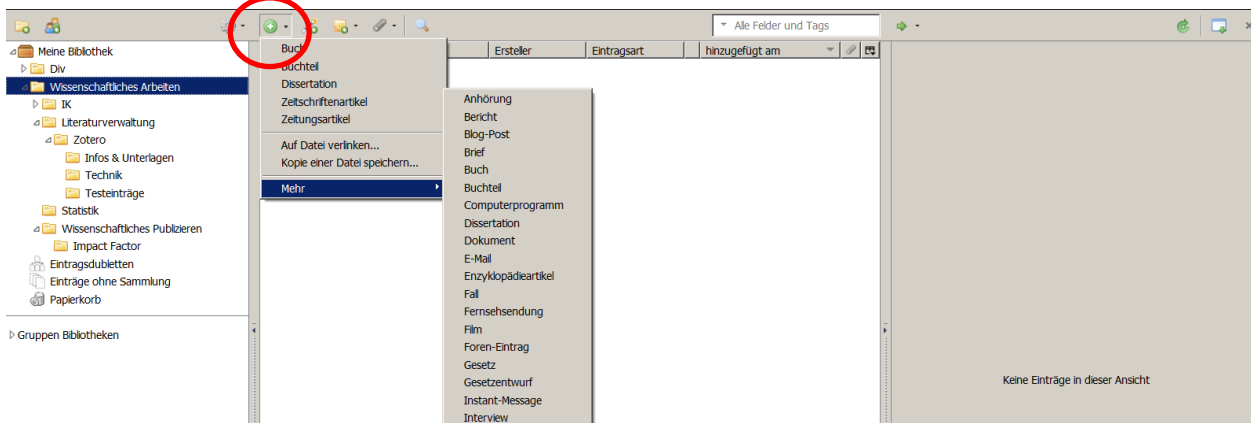 Alle Felder und Tags
Meine Bibliothek
Div
Wissenschaftliches Arbeiten
IK
Literaturverwaltung
Zotero
Infos & Unterlagen
Technik
Testeinträge
Statistik
Wissenschaftliches Publizieren
Impact Factor
Eintragsdubletten
Einträge ohne Sammlung
Papierkorb
Gruppen Bibliotheken
Buch
Buchteil
Dissertation
Zeitschriftenartikel
Zeitungsartikel
Auf Datei verlinken...
Kopie einer Datei speichern...
Mehr
Ersteller
Eintragsart
hinzugefügt am
Anhörung
Bericht
Blog-Post
Brief
Buch
Buchteil
Computerprogramm
Dissertation
Dokument
E-Mail
Enzyklopädieartikel
Fall
Fernsehsendung
Film
Foren-Eintrag
Gesetz
Gesetzentwurf
Instant-Message
Interview
Keine Einträge in dieser Ansicht